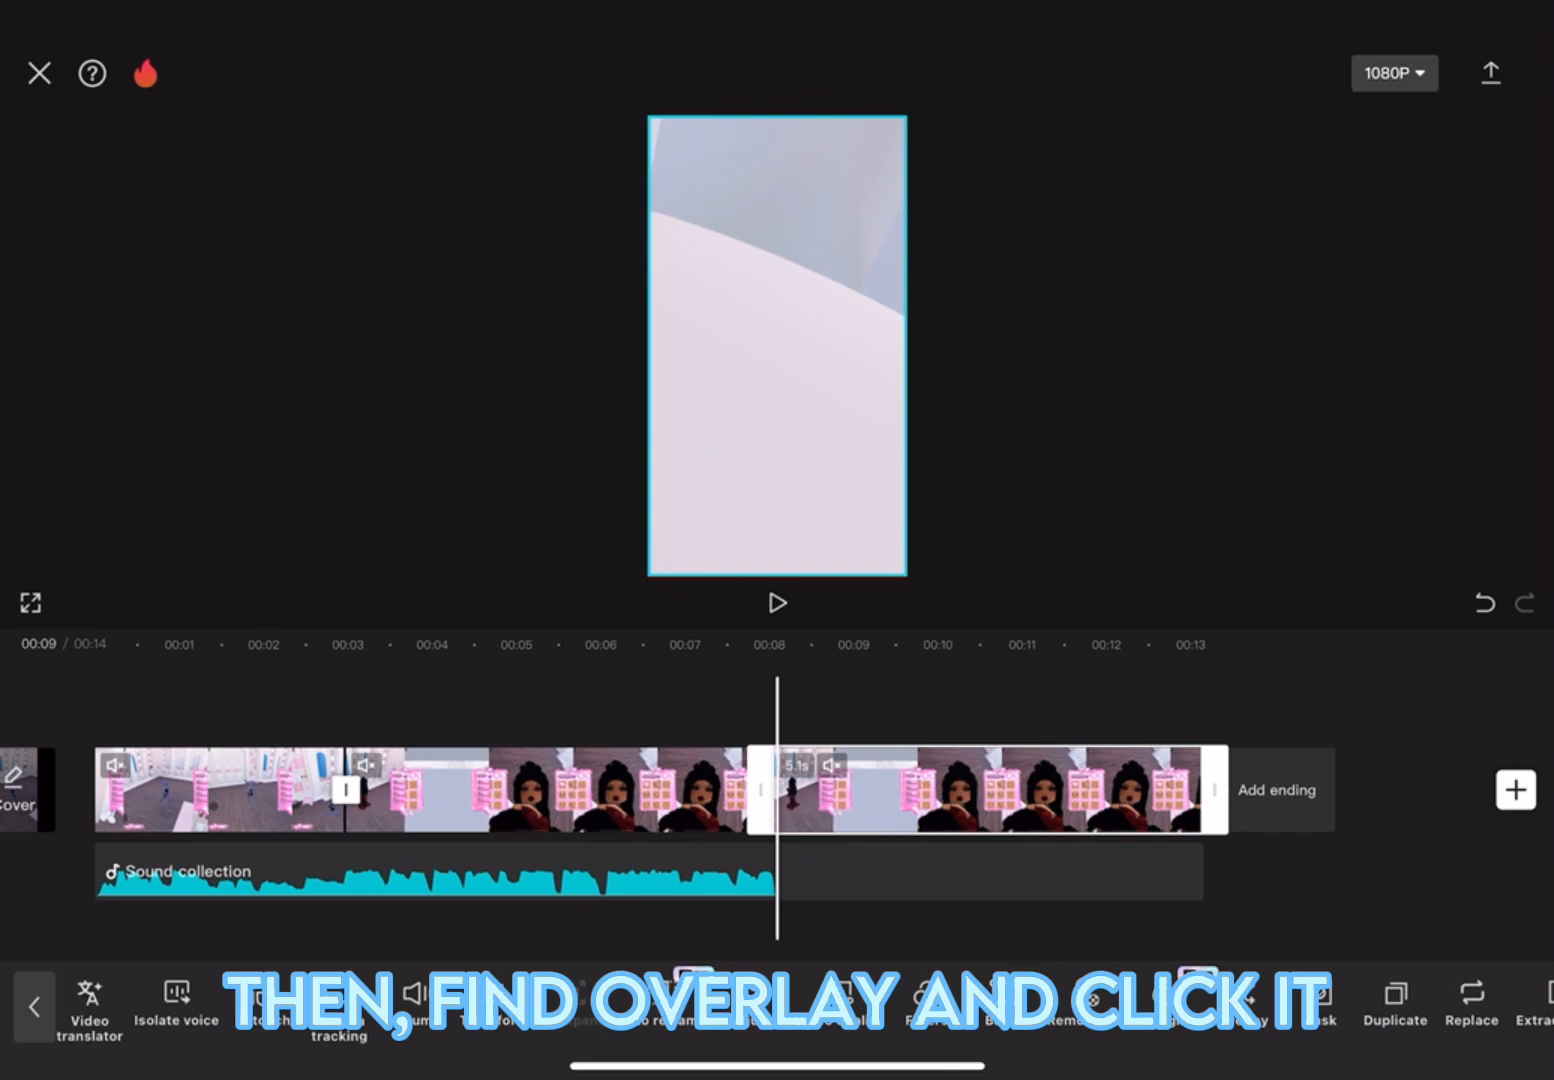 1080P
00:09 / 00:14
00:01 00:02 00:03 00:04 00:05 00:06 00:07 00:08 00:09 00:10 00:11 00:12 00:13
5.1s
Cover
Add ending
Sound collection
THEN, FIND OVERLAY AND CLICK IT
Video translator
Isolate voice
tracking
Duplicate
Replace